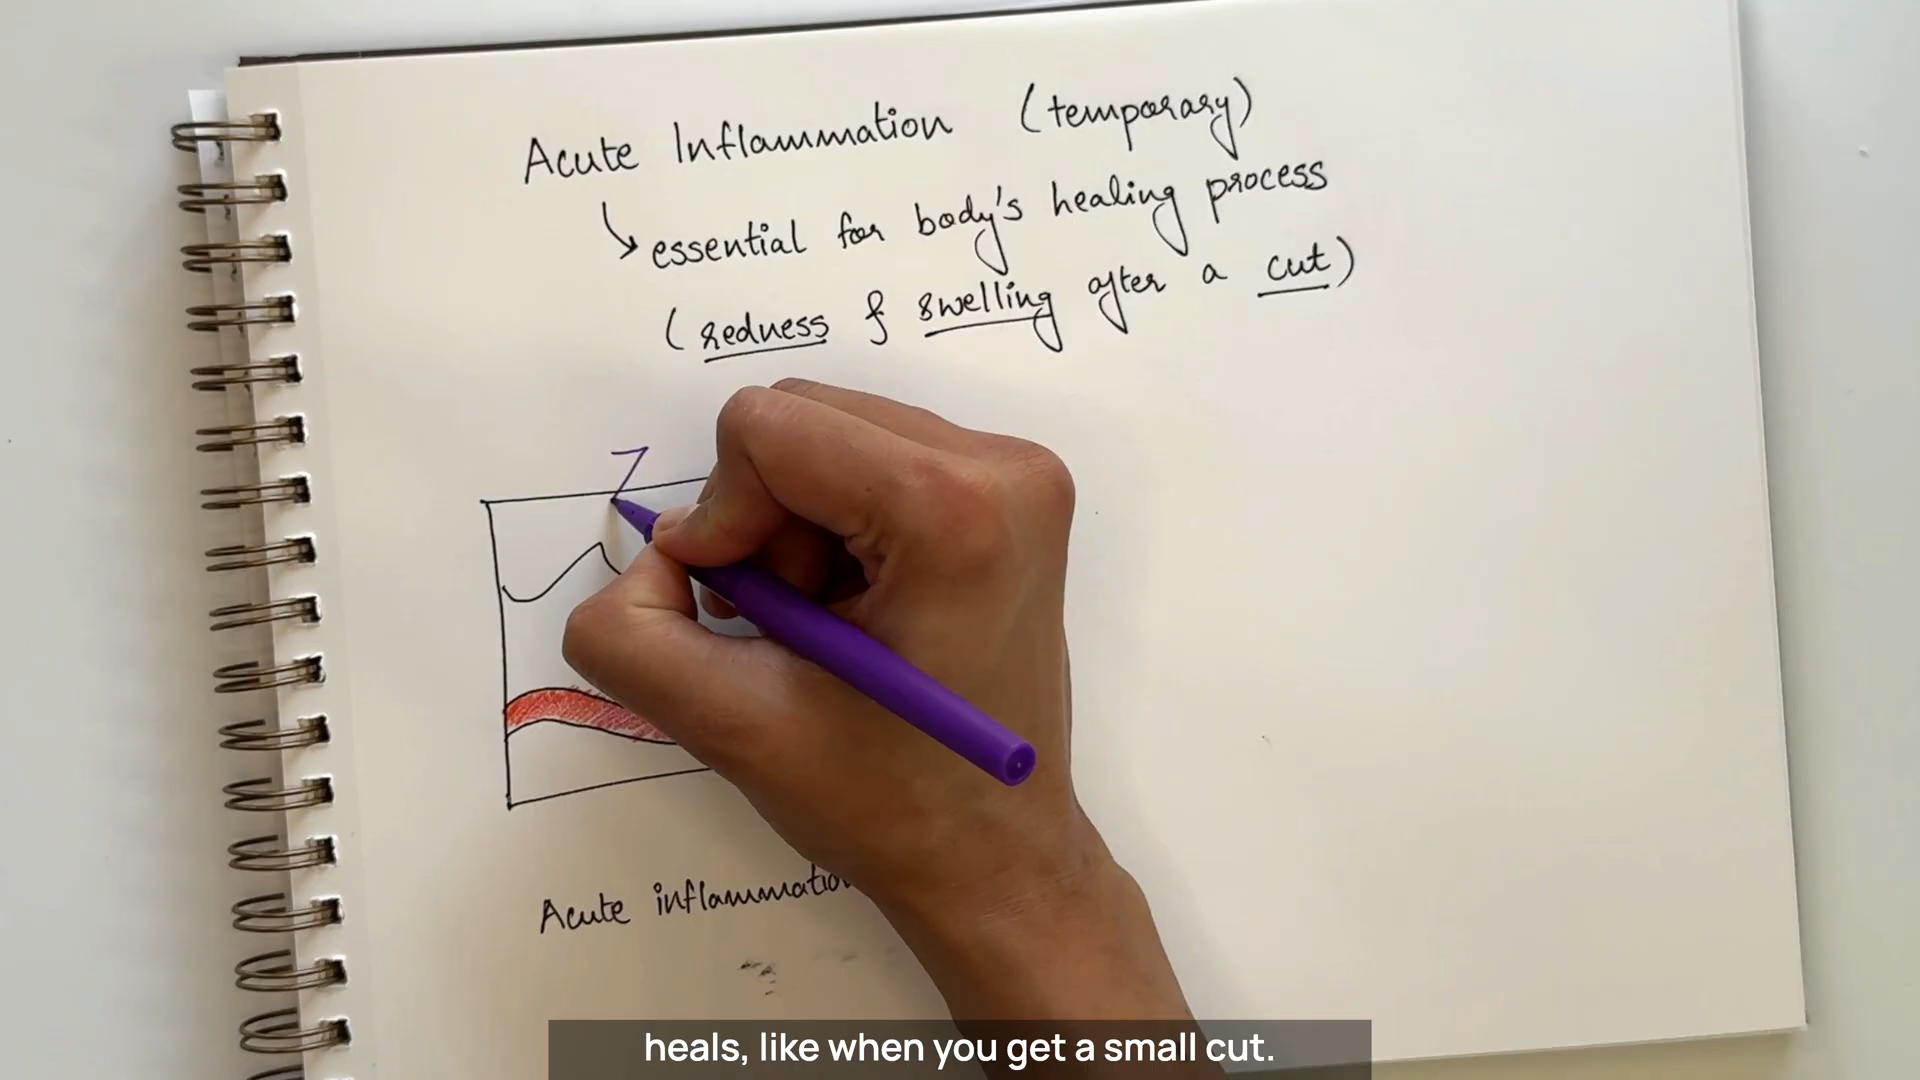 Acute Inflammation (temporary)
essential for body's healing process
(redness & swelling after a cut)
Acute inflammation
heals, like when you get a small cut.